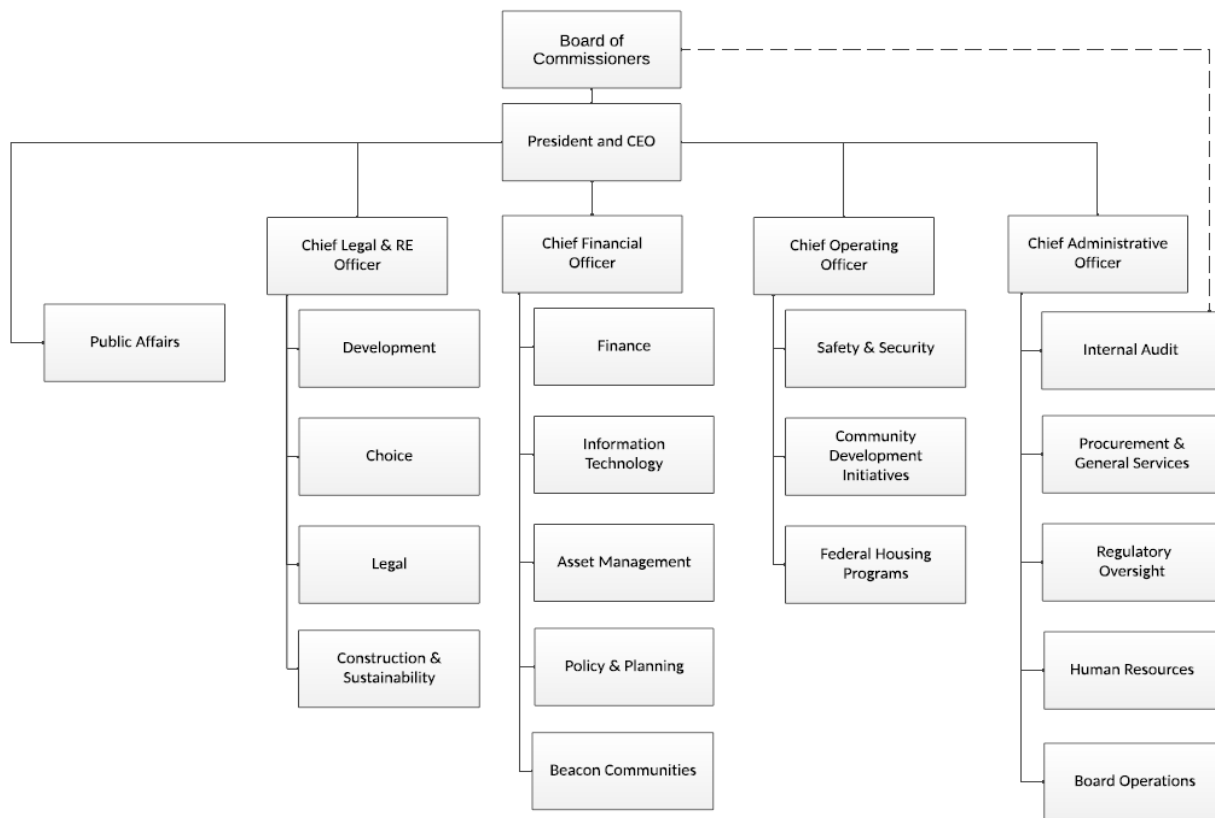 Board of
Commissioners
President and CEO
Chief Legal & RE
Officer
Chief Financial
Officer
Chief Operating
Officer
Chief Administrative
Officer
Public Affairs
Development
Choice
Legal
Construction &
Sustainability
Finance
Information
Technology
Asset Management
Policy & Planning
Beacon Communities
Safety & Security
Community
Development
Initiatives
Federal Housing
Programs
Internal Audit
Procurement &
General Services
Regulatory
Oversight
Human Resources
Board Operations